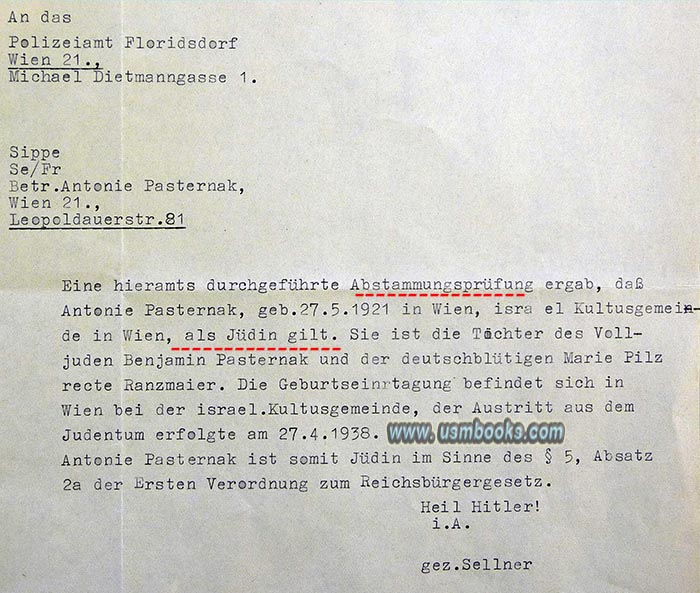 An das
Polizeiamt Floridsdorf
Wien 21.,
Michael Dietmanngasse 1.
Sippe
Se/Fr
Betr.Antonie Pasternak,
Wien 21.,
Leopoldauerstr.81
Eine hieramts durchgeführte Abstammungsprüfung ergab, daß
Antonie Pasternak, geb.27.5.1921 in Wien, isra el Kultusgemein-
de in Wien, als Jüdin gilt. Sie ist die Tochter des Voll-
juden Benjamin Pasternak und der deutschblütigen Marie Pilz
recte Ranzmaier. Die Geburtseinrtagung befindet sich in
Wien bei der israel.Kultusgemeinde, der Austritt aus dem
Judentum erfolgte am 27.4.1938. www.usmbooks.com
Antonie Pasternak ist somit Jüdin im Sinne des § 5, Absatz
2a der Ersten Verordnung zum Reichsbürgergesetz.
Heil Hitler!
i.A.
gez.Sellner